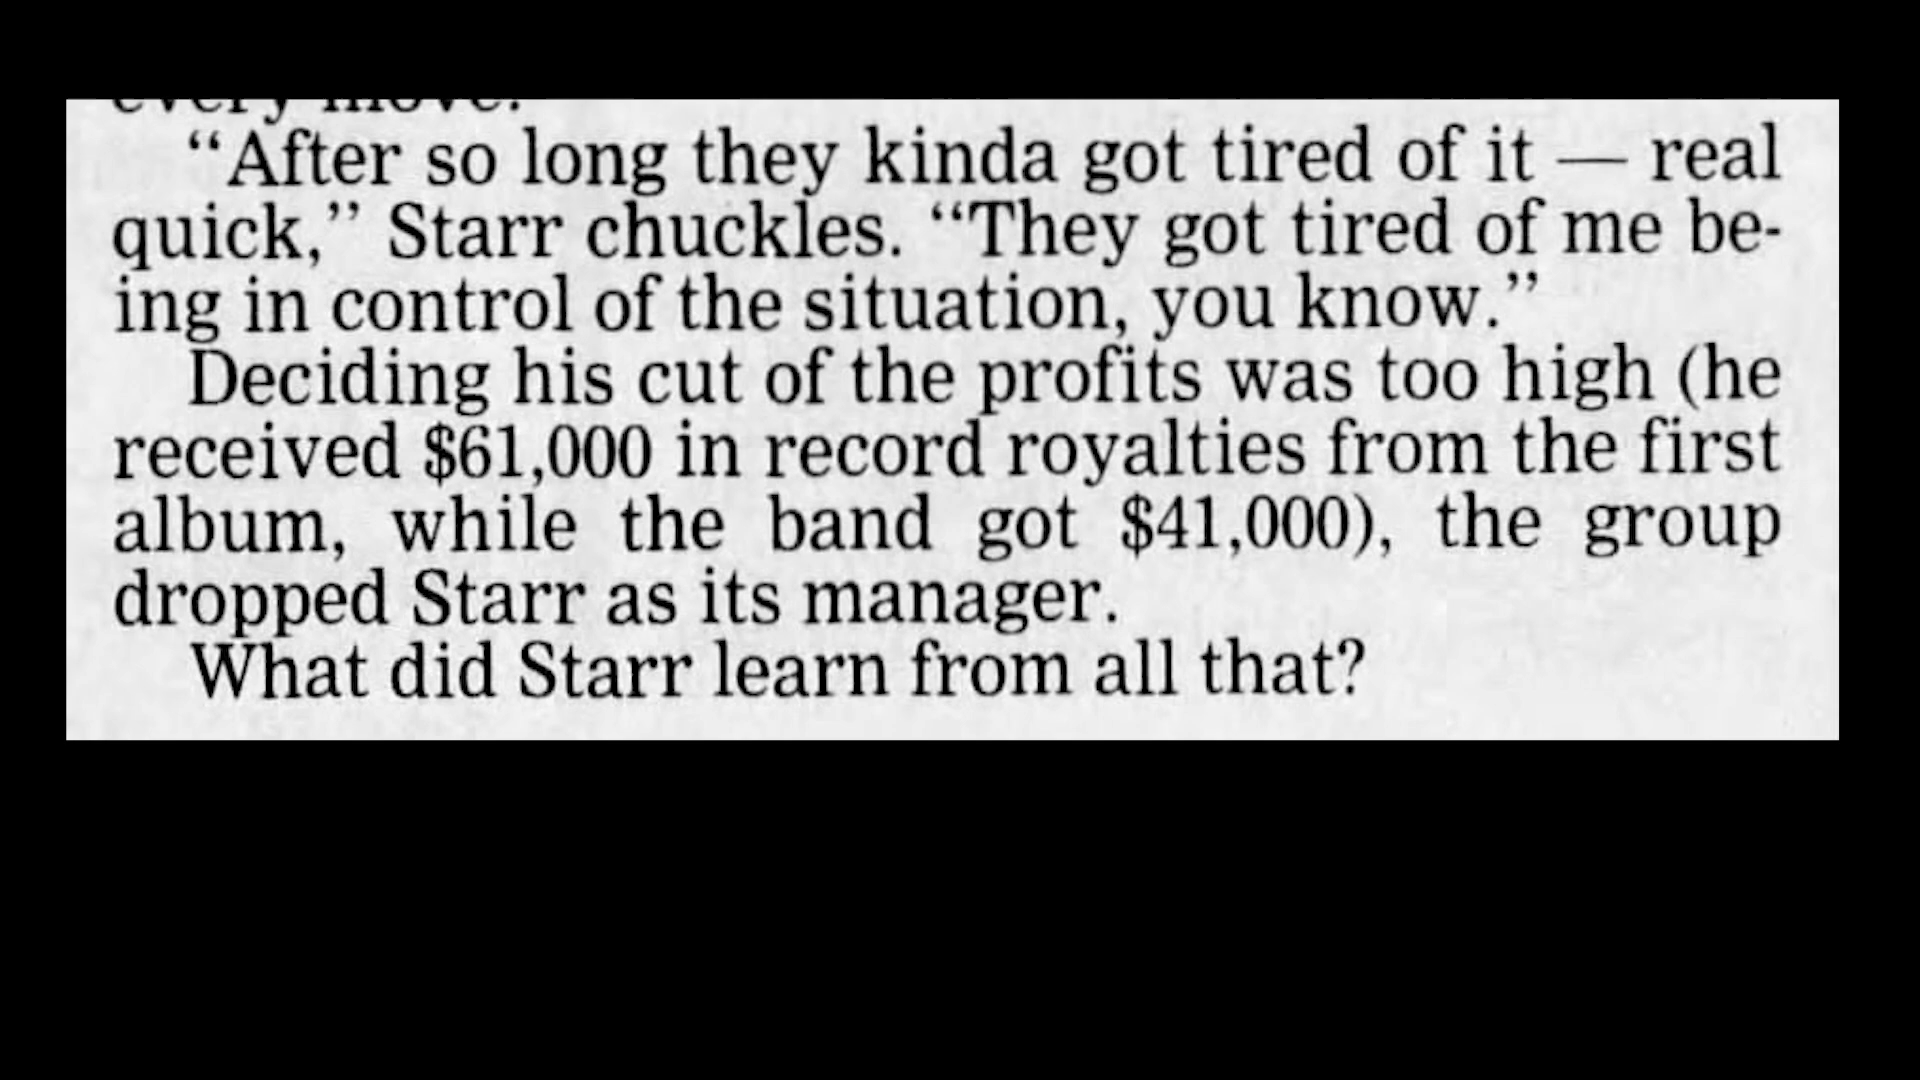 every move.
“After so long they kinda got tired of it — real
quick,” Starr chuckles. “They got tired of me be-
ing in control of the situation, you know.”
Deciding his cut of the profits was too high (he
received $61,000 in record royalties from the first
album, while the band got $41,000), the group
dropped Starr as its manager.
What did Starr learn from all that?